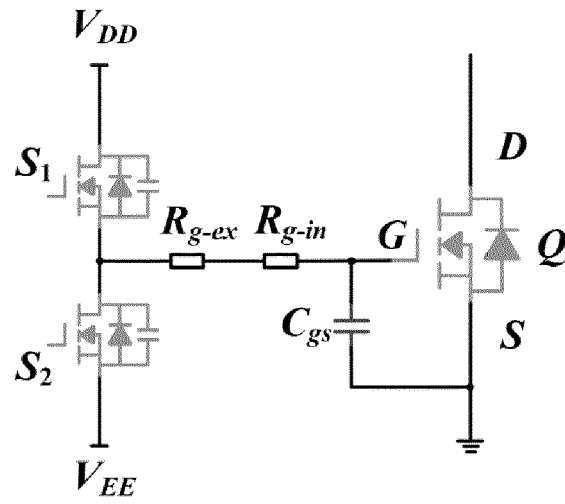 V_DD
S_1
D
R_g-ex R_g-in
G
Q
C_gs
S
S_2
V_EE